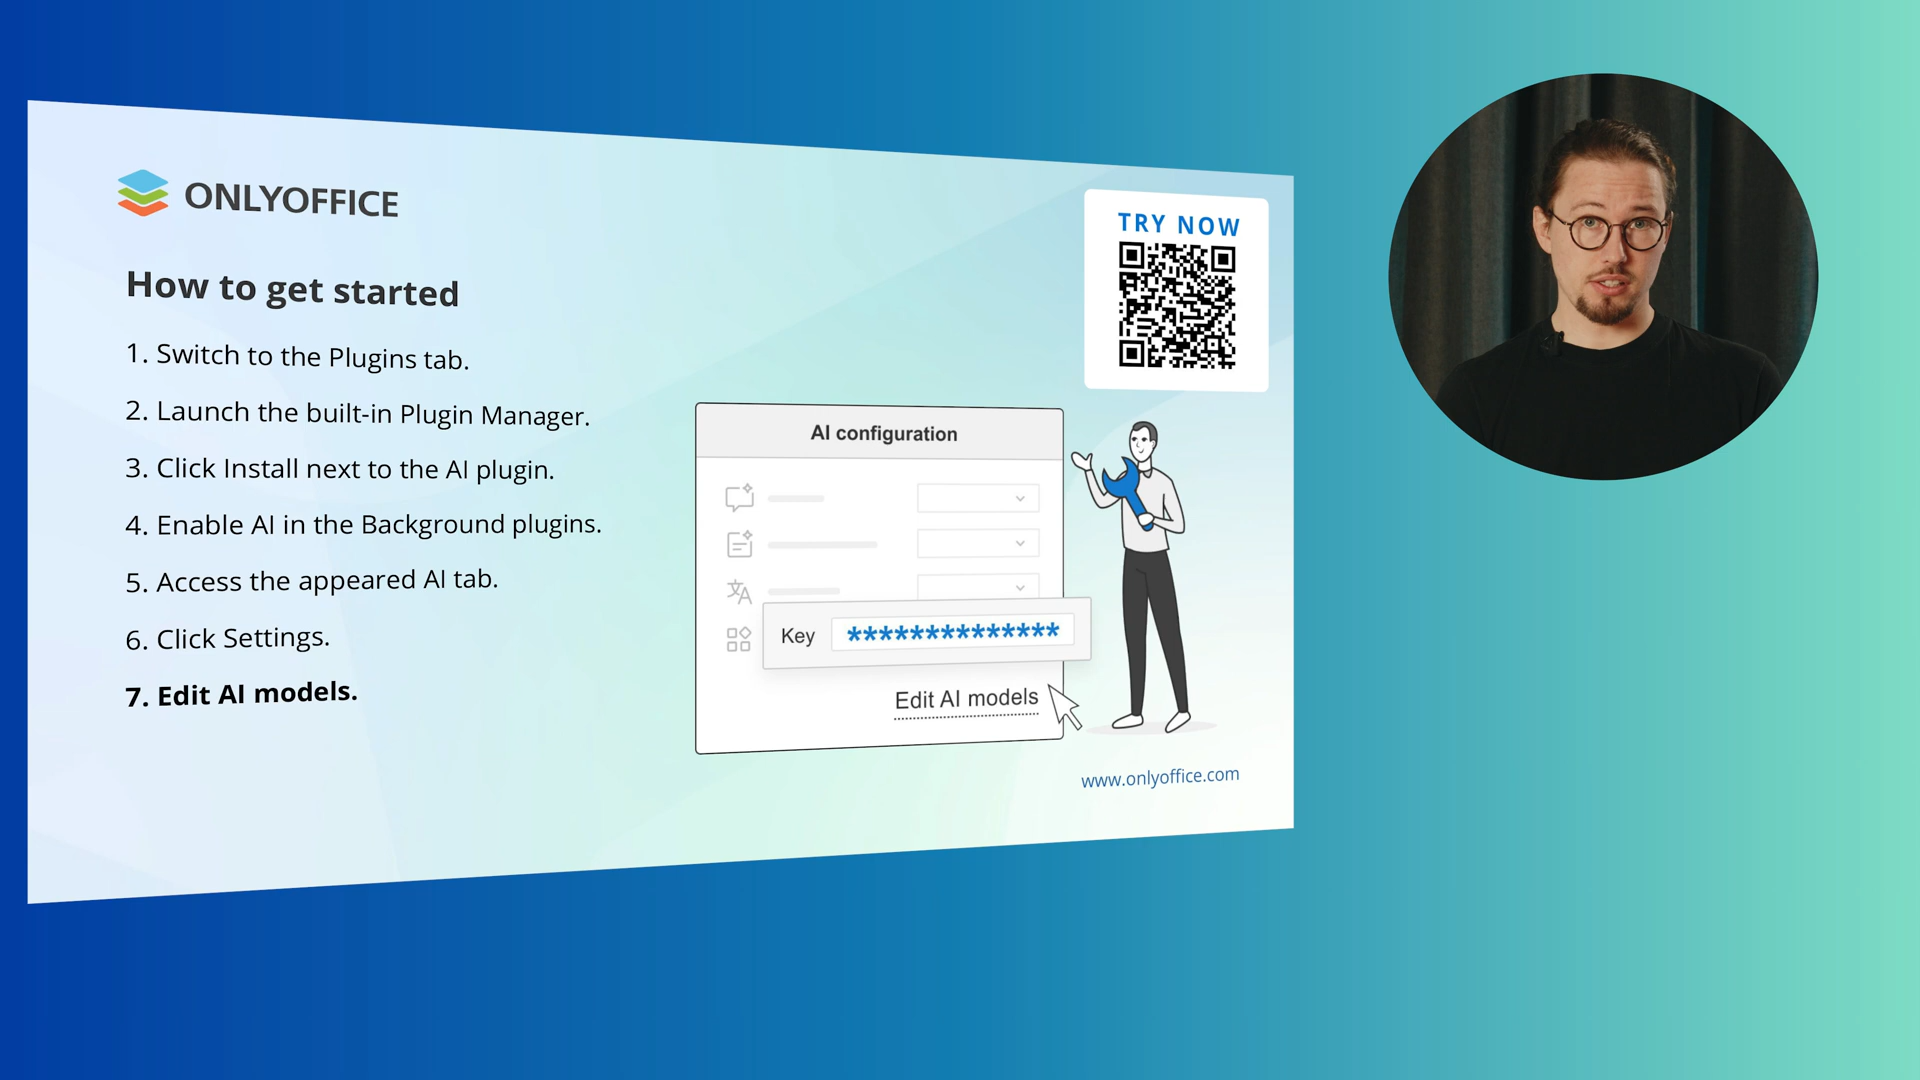 ONLYOFFICE
TRY NOW
How to get started
1. Switch to the Plugins tab.
2. Launch the built-in Plugin Manager.
3. Click Install next to the AI plugin.
4. Enable AI in the Background plugins.
5. Access the appeared AI tab.
6. Click Settings.
7. Edit AI models.
AI configuration
Key **************
Edit AI models
www.onlyoffice.com